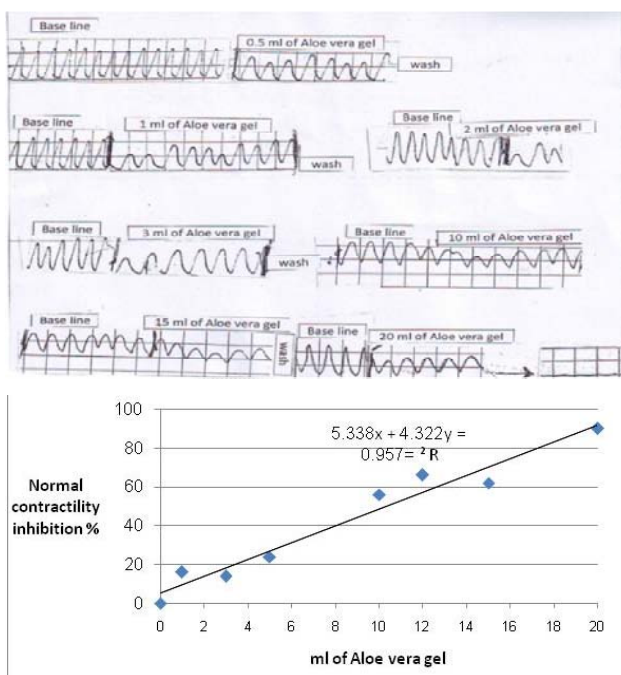 Base line
0.5 ml of Aloe vera gel
wash
Base line 1 ml of Aloe vera gel
wash
Base line
2 ml of Aloe vera gel
Base line 3 ml of Aloe vera gel
wash
Base line 10 ml of Aloe vera gel
Base line 15 ml of Aloe vera gel
wash
Base line 20 ml of Aloe vera gel
100
80
60
40
20
0
Normal
contractility
inhibition %
5.338x + 4.322y =
0.957= ² R
0 2 4 6 8 10 12 14 16 18 20
ml of Aloe vera gel